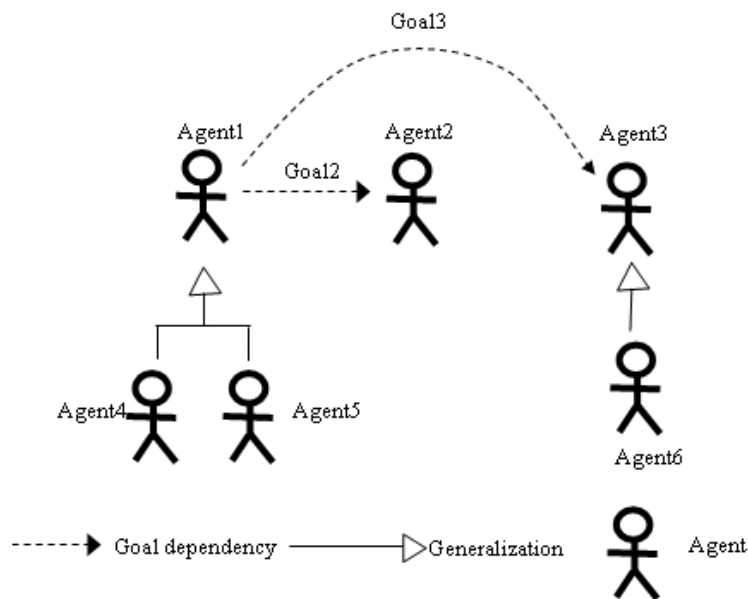 Goal3
Agent1
Agent2
Agent3
Goal2
Agent4
Agent5
Agent6
Goal dependency
Generalization
Agent